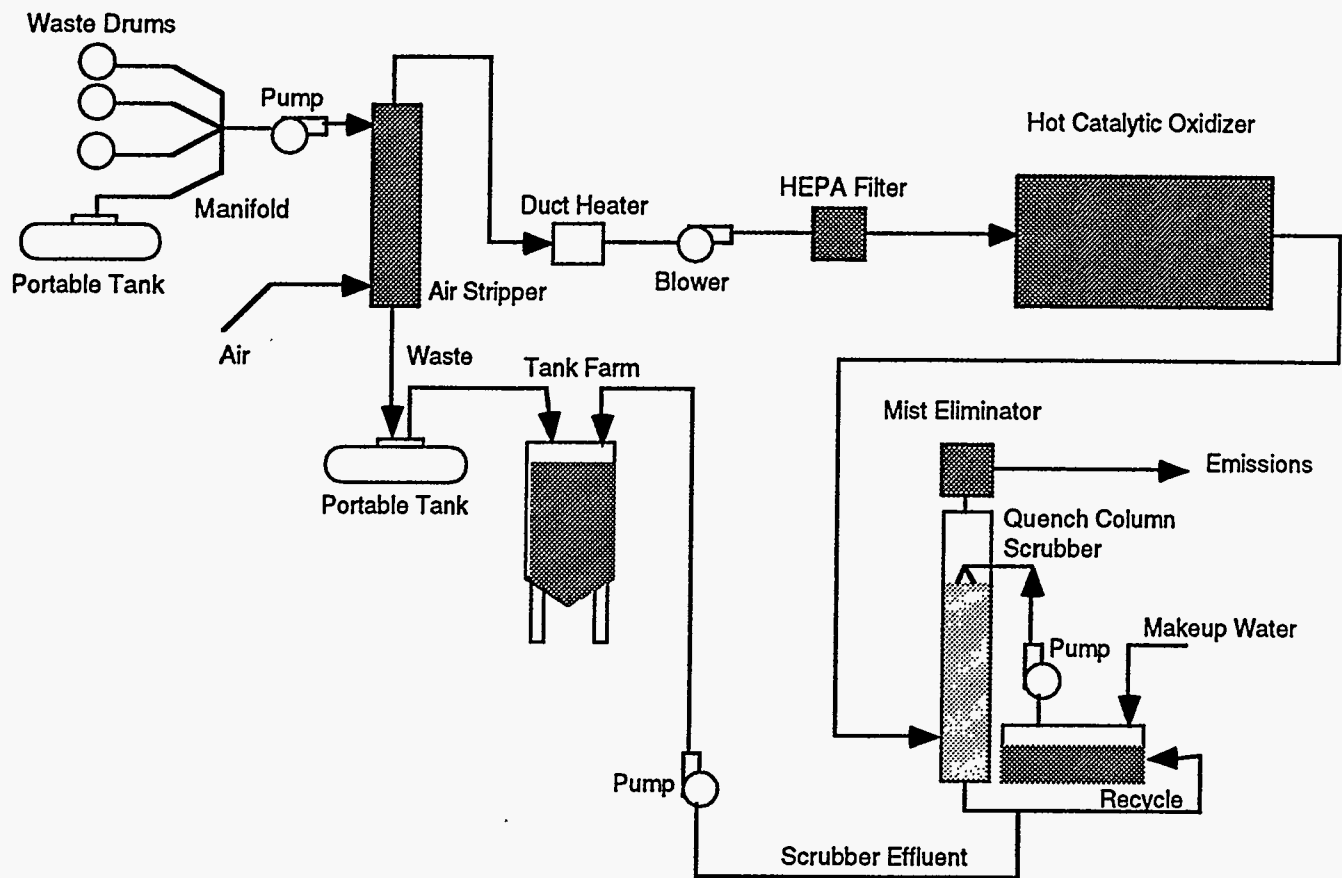 Waste Drums
Pump
Hot Catalytic Oxidizer
HEPA Filter
Manifold
Duct Heater
Portable Tank
Blower
Air Stripper
Air
Waste
Tank Farm
Mist Eliminator
Emissions
Portable Tank
Quench Column
Scrubber
Makeup Water
Pump
Pump
Recycle
Scrubber Effluent